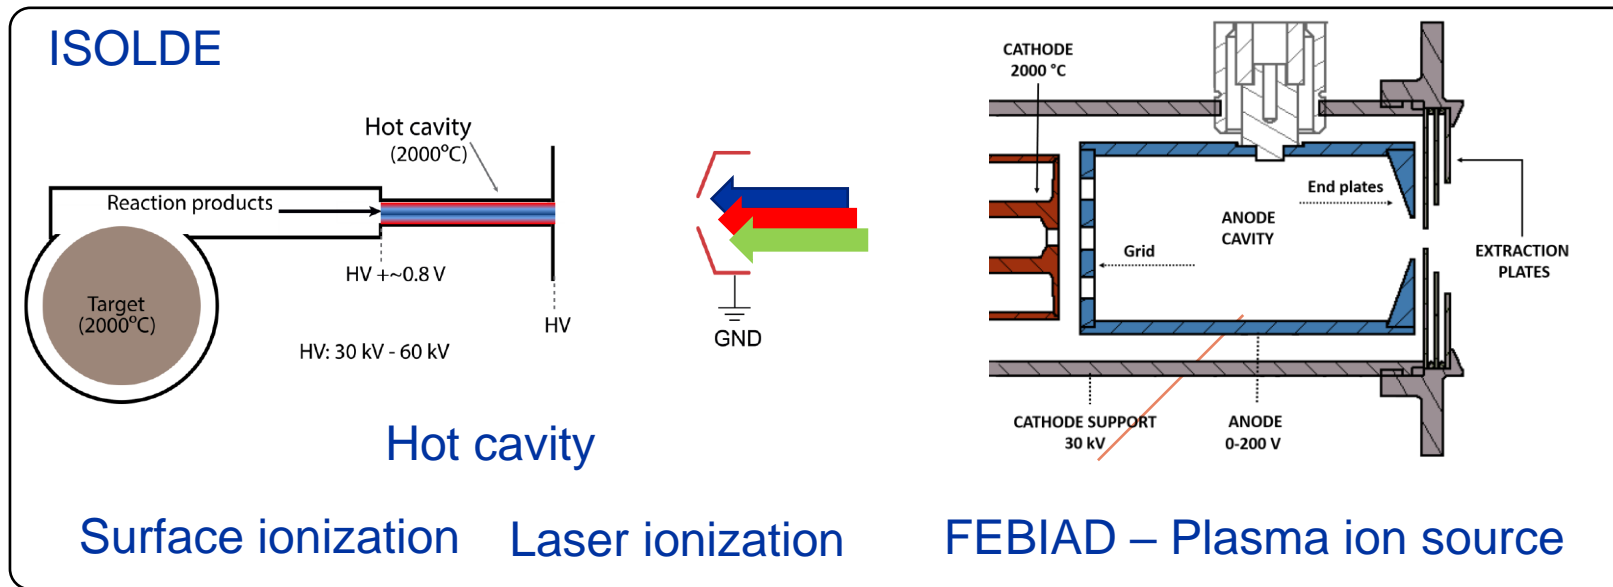 ISOLDE
Hot cavity
(2000°C)
Reaction products
HV +~0.8 V
Target
(2000°C)
HV
HV: 30 kV - 60 kV
GND
CATHODE
2000 °C
End plates
ANODE
CAVITY
Grid
EXTRACTION
PLATES
CATHODE SUPPORT
30 kV
ANODE
0-200 V
Hot cavity
Surface ionization
Laser ionization
FEBIAD – Plasma ion source